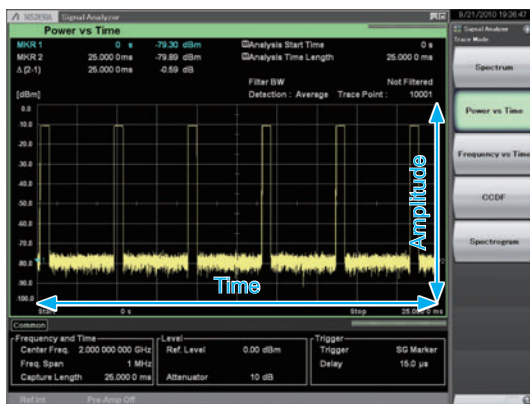 MS2830A Signal Analyzer
9/21/2010 19:26:47
Power vs Time
MKR 1 0 s -79.30 dBm Analysis Start Time 0 s
MKR 2 25.000 0ms -79.89 dBm Analysis Time Length 25.000 0 ms
Δ (2-1) 25.000 0ms -0.59 dB
Filter BW Not Filtered
[dBm] Detection : Average Trace Point : 10001
0.0
-10.0
-20.0
-30.0
-40.0
-50.0
-60.0
-70.0
-80.0
-90.0
-100.0
Amplitude
Time
Start 0 s Stop 25.000 0 ms
Common
Frequency and Time
Center Freq. 2.000 000 000 GHz
Freq. Span 1 MHz
Capture Length 25.000 0 ms
Level
Ref. Level 0.00 dBm
Attenuator 10 dB
Trigger
Trigger SG Marker
Delay 15.0 µs
Ref.Int Pre-Amp Off
Signal Analyzer
Trace Mode
Spectrum
Power vs Time
Frequency vs Time
CCDF
Spectrogram